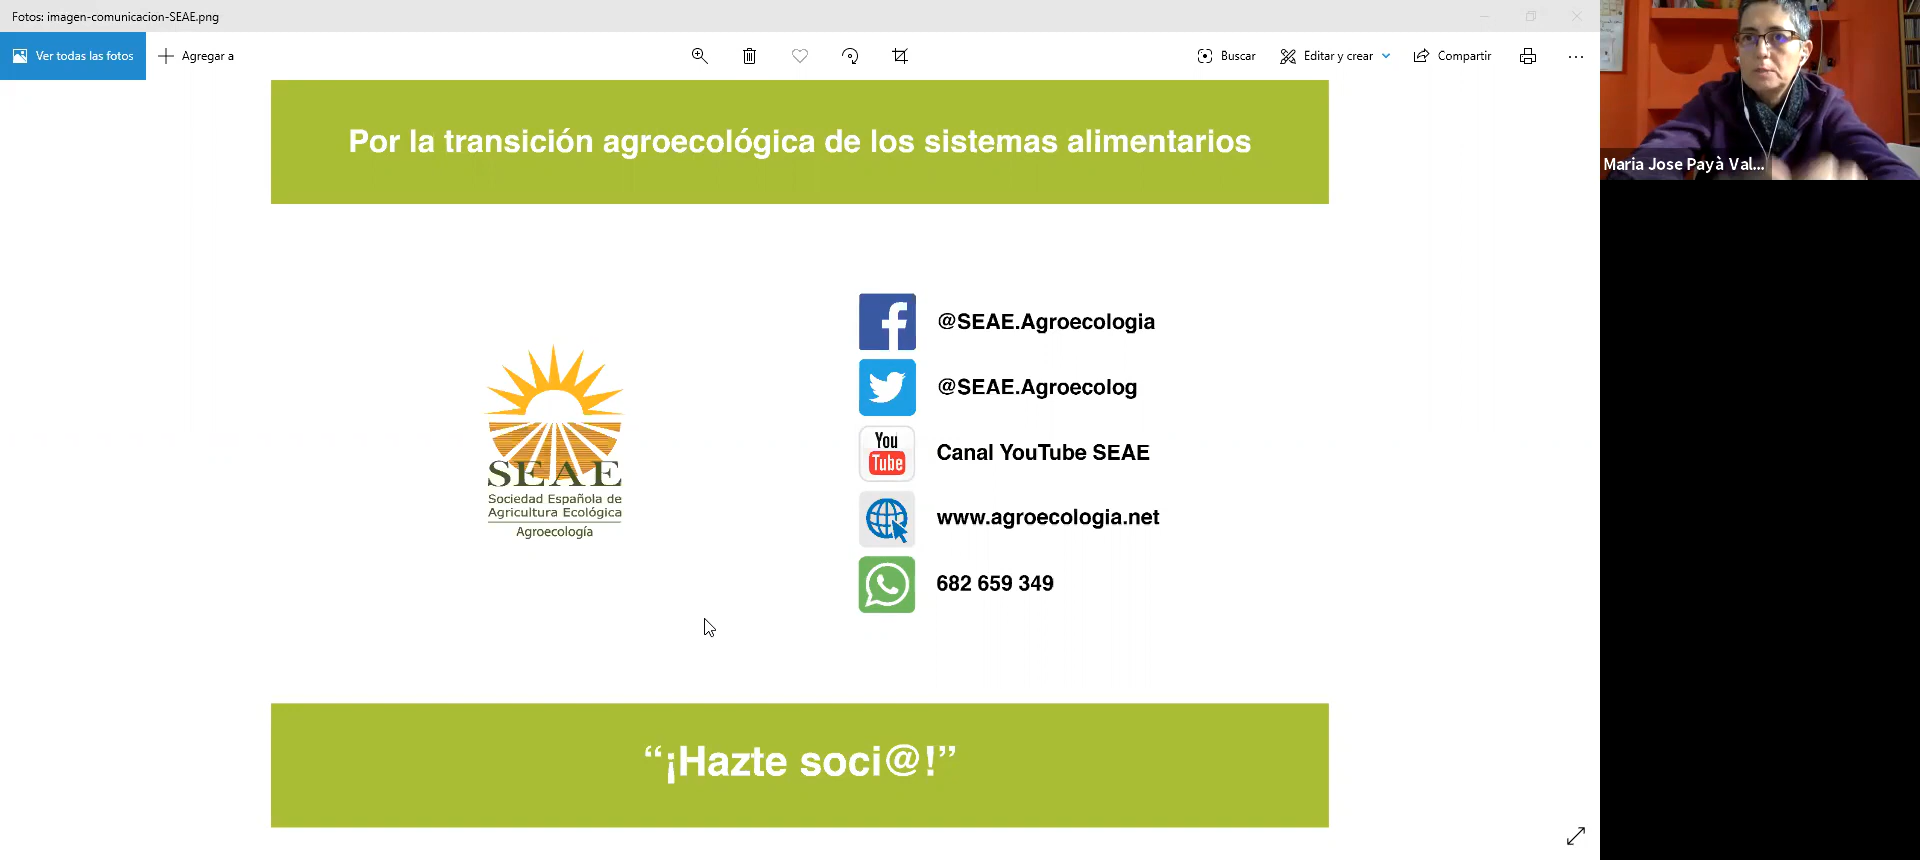 Fotos: imagen-comunicacion-SEAE.png
Ver todas las fotos
Agregar a
Buscar
Editar y crear
Compartir
Maria Jose Payà Val...
Por la transición agroecológica de los sistemas alimentarios
@SEAE.Agroecologia
@SEAE.Agroecolog
You
Tube
Canal YouTube SEAE
SEAE
Sociedad Española de
Agricultura Ecológica
Agroecología
www.agroecologia.net
682 659 349
“¡Hazte soci@!”